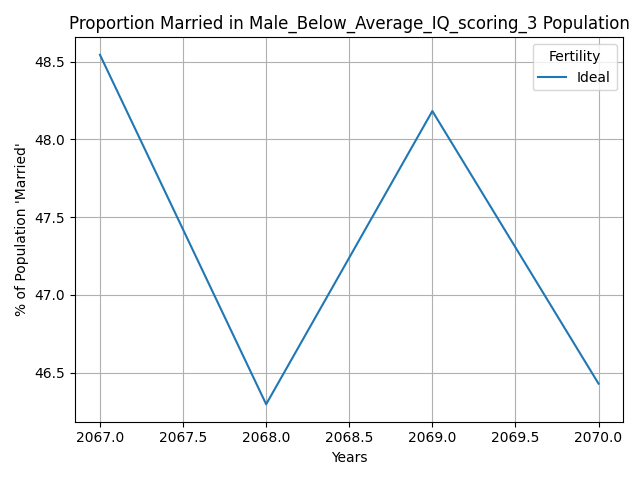 Proportion Married in Male_Below_Average_IQ_scoring_3 Population
Fertility
Ideal
% of Population 'Married'
48.5
48.0
47.5
47.0
46.5
2067.0
2067.5
2068.0
2068.5
2069.0
2069.5
2070.0
Years